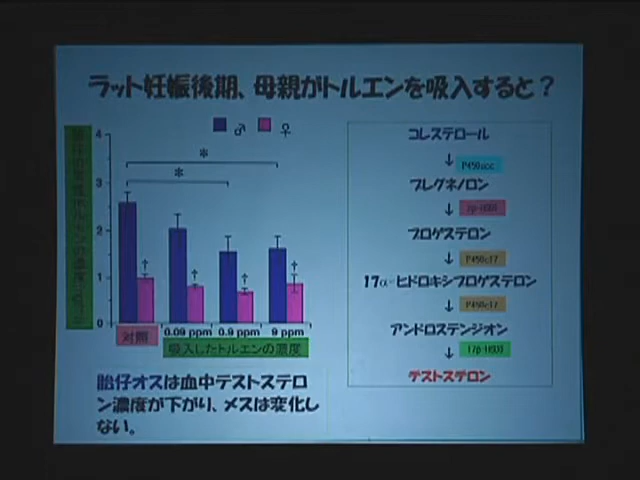 ラット妊娠後期、母親がトルエンを吸入すると？
♂ ♀
4
3
2
1
0
*
*
† † † †
対照 0.09 ppm 0.9 ppm 9 ppm
吸入したトルエンの濃度
胎仔オスは血中テストステロ
ン濃度が下がり、メスは変化し
ない。
コレステロール
↓ P450scc
プレグネノロン
↓
プロゲステロン
↓ P450c17
17α-ヒドロキシプロゲステロン
↓ P450c17
アンドロステンジオン
↓ 17β-HSD
テストステロン